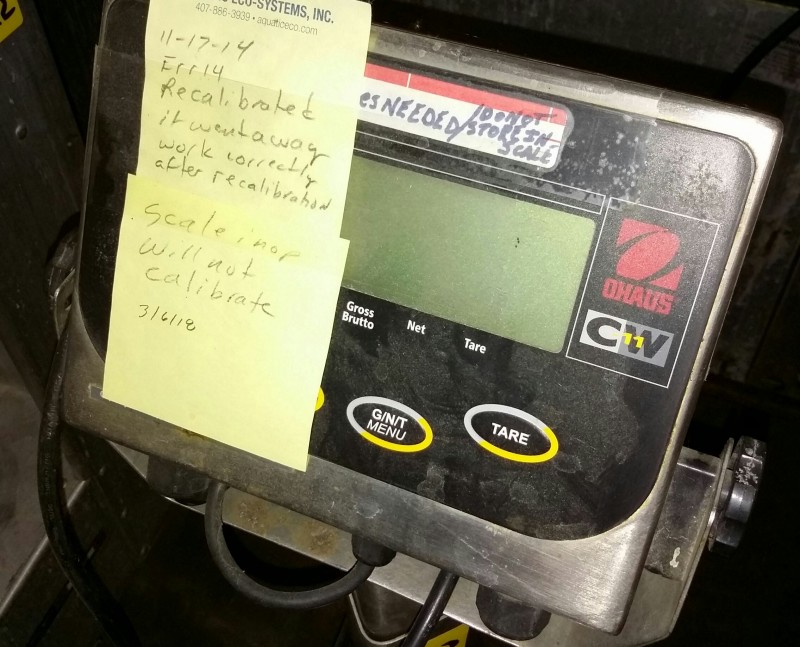 ECO-SYSTEMS, INC.
407-886-3939 • aquaticeco.com
11-17-14
Err14
Recalibrated
it went away
work correctly
after recalibration
Scale inop
Will not
Calibrate
3/6/18
es NEEDED/DO NOT
STORE IN
SCALE
Gross
Brutto
Net
Tare
OHAUS
CW
11
G/N/T
MENU
TARE